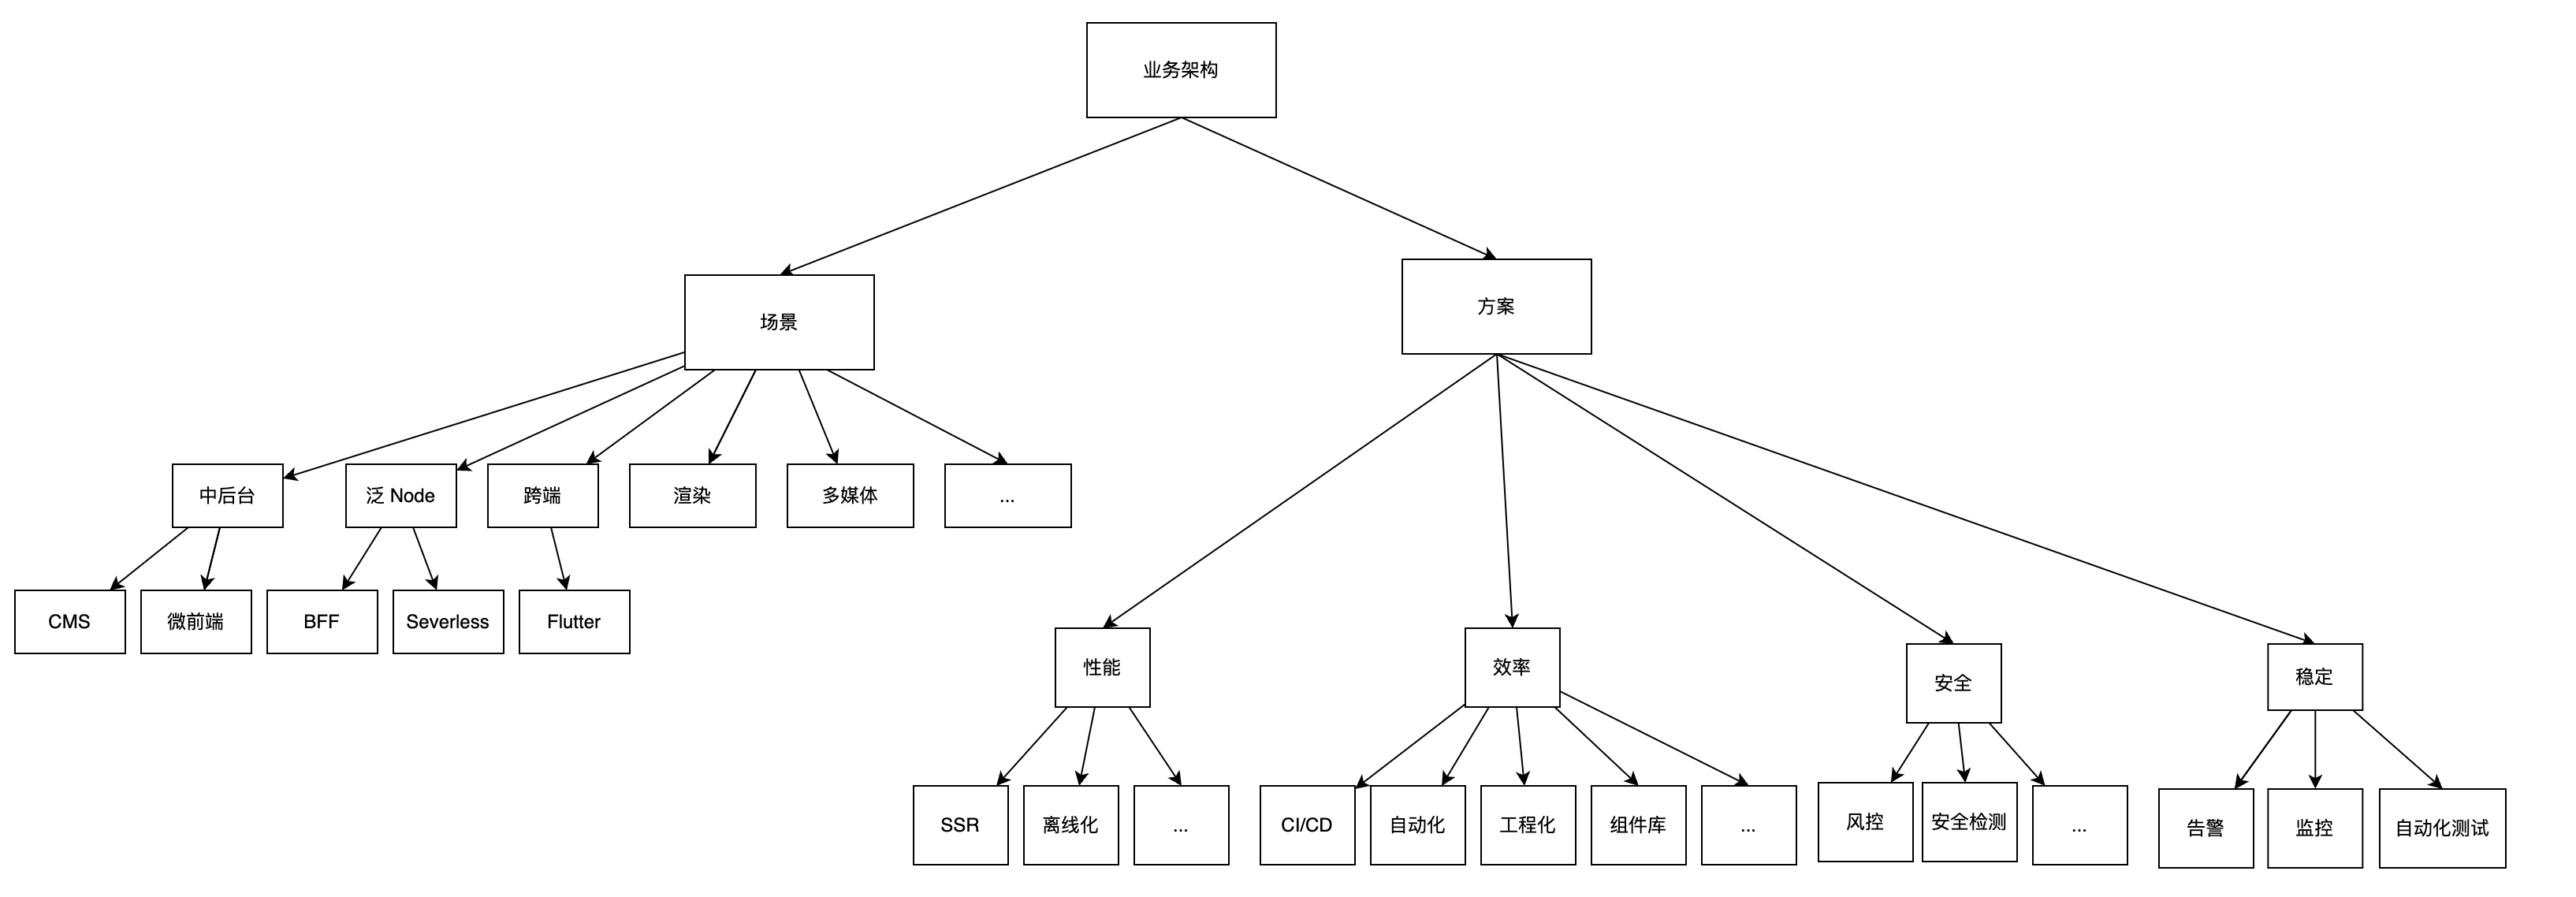 业务架构
场景
方案
中后台
泛 Node
跨端
渲染
多媒体
...
CMS
微前端
BFF
Severless
Flutter
性能
效率
安全
稳定
SSR
离线化
...
CI/CD
自动化
工程化
组件库
...
风控
安全检测
...
告警
监控
自动化测试